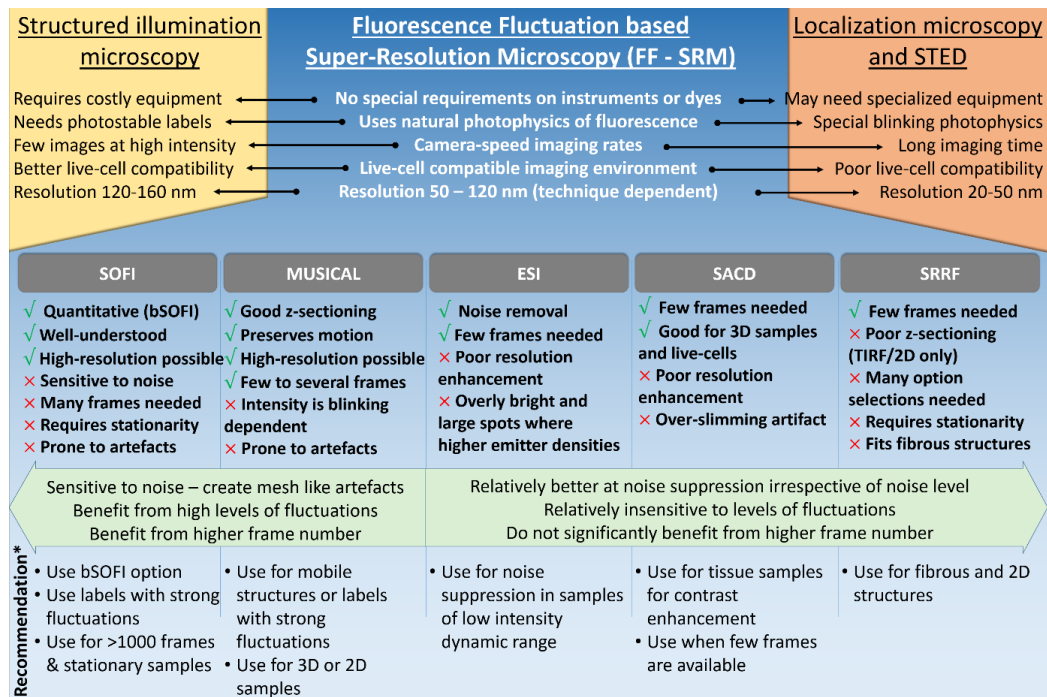 Structured illumination
microscopy
Requires costly equipment
Needs photostable labels
Few images at high intensity
Better live-cell compatibility
Resolution 120-160 nm
Fluorescence Fluctuation based
Super-Resolution Microscopy (FF - SRM)
No special requirements on instruments or dyes
Uses natural photophysics of fluorescence
Camera-speed imaging rates
Live-cell compatible imaging environment
Resolution 50 – 120 nm (technique dependent)
Localization microscopy
and STED
May need specialized equipment
Special blinking photophysics
Long imaging time
Poor live-cell compatibility
Resolution 20-50 nm
SOFI
√ Quantitative (bSOFI)
√ Well-understood
√ High-resolution possible
× Sensitive to noise
× Many frames needed
× Requires stationarity
× Prone to artefacts
MUSICAL
√ Good z-sectioning
√ Preserves motion
√ High-resolution possible
√ Few to several frames
× Intensity is blinking
dependent
× Prone to artefacts
ESI
√ Noise removal
√ Few frames needed
× Poor resolution
enhancement
× Overly bright and
large spots where
higher emitter densities
SACD
√ Few frames needed
√ Good for 3D samples
and live-cells
× Poor resolution
enhancement
× Over-slimming artifact
SRRF
√ Few frames needed
× Poor z-sectioning
(TIRF/2D only)
× Many option
selections needed
× Requires stationarity
× Fits fibrous structures
Sensitive to noise – create mesh like artefacts
Benefit from high levels of fluctuations
Benefit from higher frame number
Relatively better at noise suppression irrespective of noise level
Relatively insensitive to levels of fluctuations
Do not significantly benefit from higher frame number
Recommendation*
• Use bSOFI option
• Use labels with strong
fluctuations
• Use for >1000 frames
& stationary samples
• Use for mobile
structures or labels
with strong
fluctuations
• Use for 3D or 2D
samples
• Use for noise
suppression in samples
of low intensity
dynamic range
• Use for tissue samples
for contrast
enhancement
• Use when few frames
are available
• Use for fibrous and 2D
structures